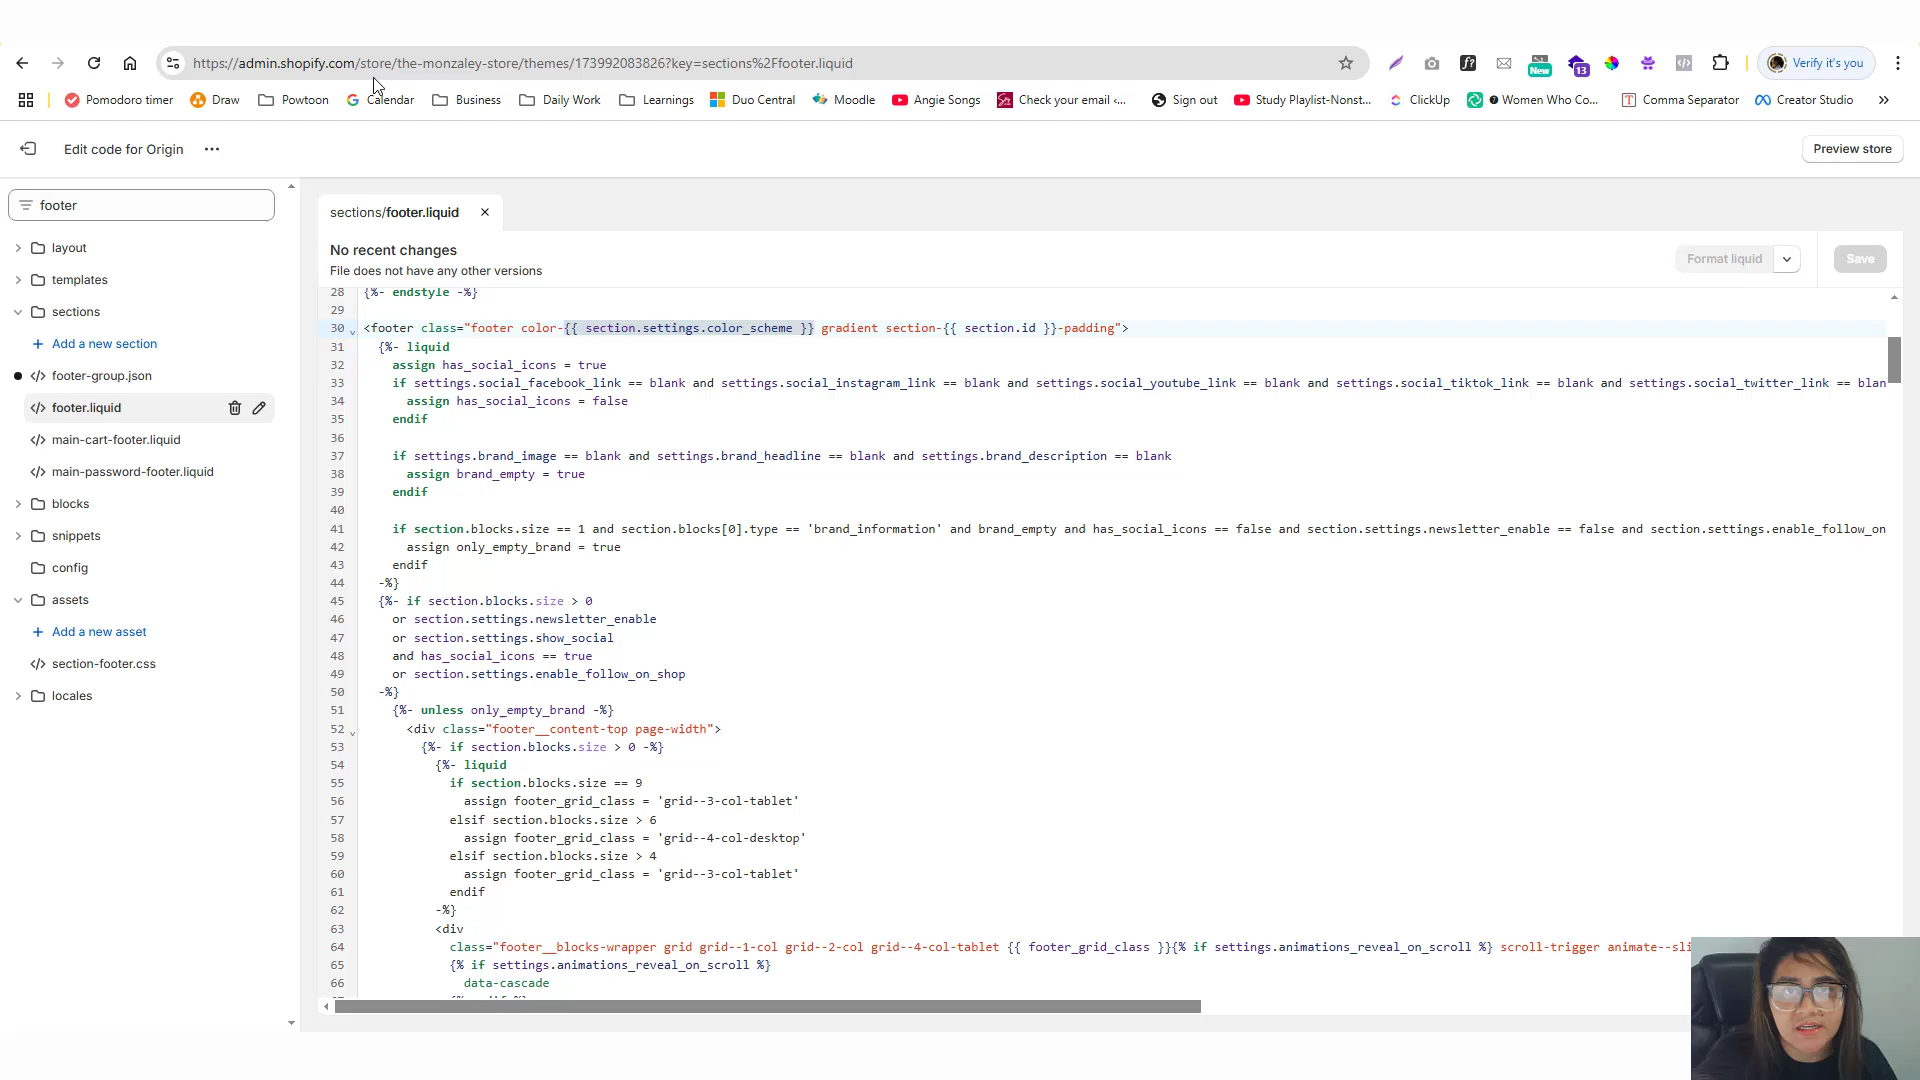 https://admin.shopify.com/store/the-monzaley-store/themes/173992083826?key=sections%2Ffooter.liquid
New
13
Verify it's you
Pomodoro timer
Draw
Powtoon
Calendar
Business
Daily Work
Learnings
Duo Central
Moodle
Angie Songs
Check your email <...
Sign out
Study Playlist-Nonst...
ClickUp
Women Who Co...
Comma Separator
Creator Studio
Edit code for Origin
Preview store
footer
layout
templates
sections
Add a new section
footer-group.json
footer.liquid
main-cart-footer.liquid
main-password-footer.liquid
blocks
snippets
config
assets
Add a new asset
section-footer.css
locales
sections/footer.liquid
No recent changes
File does not have any other versions
Format liquid
Save
28 {%- endstyle -%}
29
30 <footer class="footer color-{{ section.settings.color_scheme }} gradient section-{{ section.id }}-padding">
31 {%- liquid
32 assign has_social_icons = true
33 if settings.social_facebook_link == blank and settings.social_instagram_link == blank and settings.social_youtube_link == blank and settings.social_tiktok_link == blank and settings.social_twitter_link == blan
34 assign has_social_icons = false
35 endif
36
37 if settings.brand_image == blank and settings.brand_headline == blank and settings.brand_description == blank
38 assign brand_empty = true
39 endif
40
41 if section.blocks.size == 1 and section.blocks[0].type == 'brand_information' and brand_empty and has_social_icons == false and section.settings.newsletter_enable == false and section.settings.enable_follow_on
42 assign only_empty_brand = true
43 endif
44 -%}
45 {%- if section.blocks.size > 0
46 or section.settings.newsletter_enable
47 or section.settings.show_social
48 and has_social_icons == true
49 or section.settings.enable_follow_on_shop
50 -%}
51 {%- unless only_empty_brand -%}
52 <div class="footer__content-top page-width">
53 {%- if section.blocks.size > 0 -%}
54 {%- liquid
55 if section.blocks.size == 9
56 assign footer_grid_class = 'grid--3-col-tablet'
57 elsif section.blocks.size > 6
58 assign footer_grid_class = 'grid--4-col-desktop'
59 elsif section.blocks.size > 4
60 assign footer_grid_class = 'grid--3-col-tablet'
61 endif
62 -%}
63 <div
64 class="footer__blocks-wrapper grid grid--1-col grid--2-col grid--4-col-tablet {{ footer_grid_class }}{% if settings.animations_reveal_on_scroll %} scroll-trigger animate--sli
65 {% if settings.animations_reveal_on_scroll %}
66 data-cascade